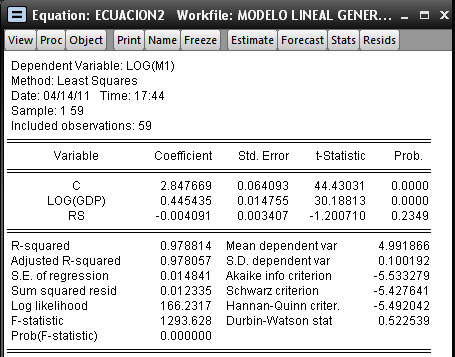 Equation: ECUACION2 Workfile: MODELO LINEAL GENER...
View Proc Object Print Name Freeze Estimate Forecast Stats Resids
Dependent Variable: LOG(M1)
Method: Least Squares
Date: 04/14/11 Time: 17:44
Sample: 1 59
Included observations: 59
Variable Coefficient Std. Error t-Statistic Prob.
C 2.847669 0.064093 44.43031 0.0000
LOG(GDP) 0.445435 0.014755 30.18813 0.0000
RS -0.004091 0.003407 -1.200710 0.2349
R-squared 0.978814 Mean dependent var 4.991866
Adjusted R-squared 0.978057 S.D. dependent var 0.100192
S.E. of regression 0.014841 Akaike info criterion -5.533279
Sum squared resid 0.012335 Schwarz criterion -5.427641
Log likelihood 166.2317 Hannan-Quinn criter. -5.492042
F-statistic 1293.628 Durbin-Watson stat 0.522539
Prob(F-statistic) 0.000000